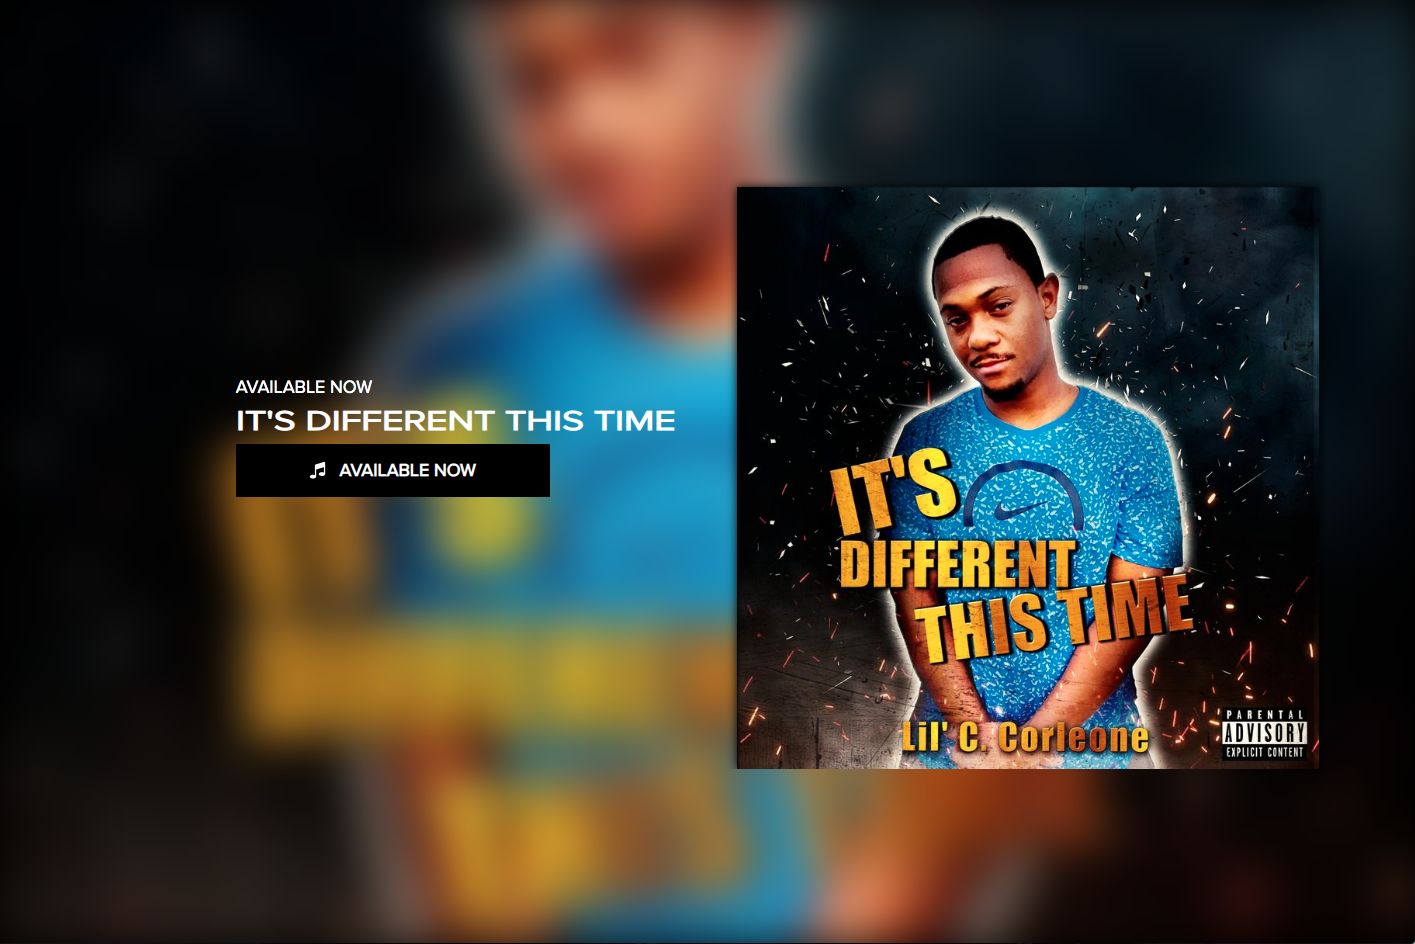 AVAILABLE NOW
IT'S DIFFERENT THIS TIME
AVAILABLE NOW
IT'S
DIFFERENT
THIS TIME
Lil' C. Corleone
PARENTAL
ADVISORY
EXPLICIT CONTENT